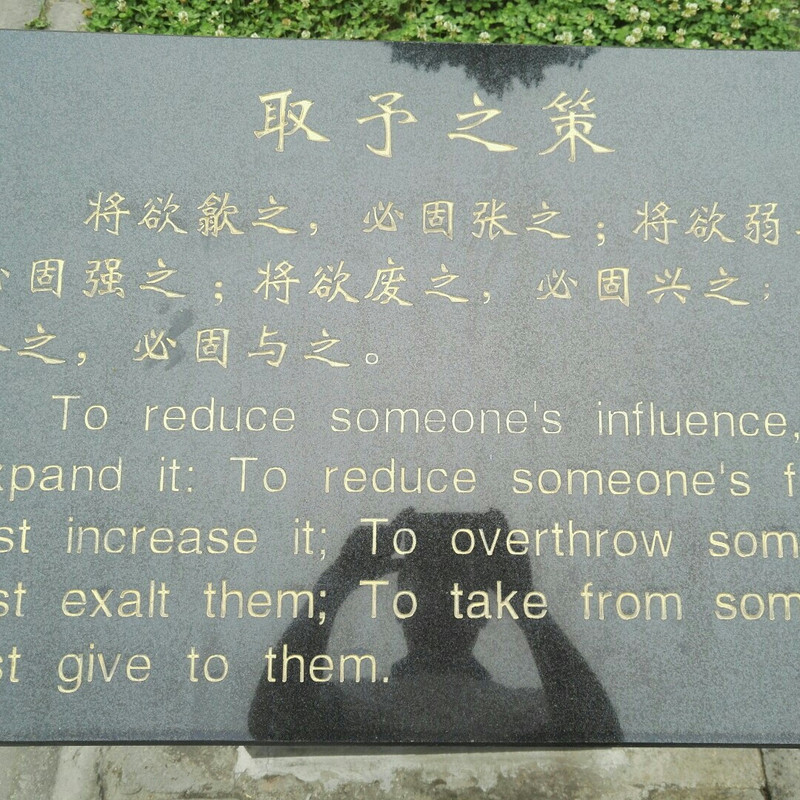 取予之策
将欲歙之，必固张之；将欲弱
固强之；将欲废之，必固兴之；
之，必固与之。
To reduce someone's influence,
expand it: To reduce someone's f
st increase it; To overthrow som
st exalt them; To take from som
st give to them.